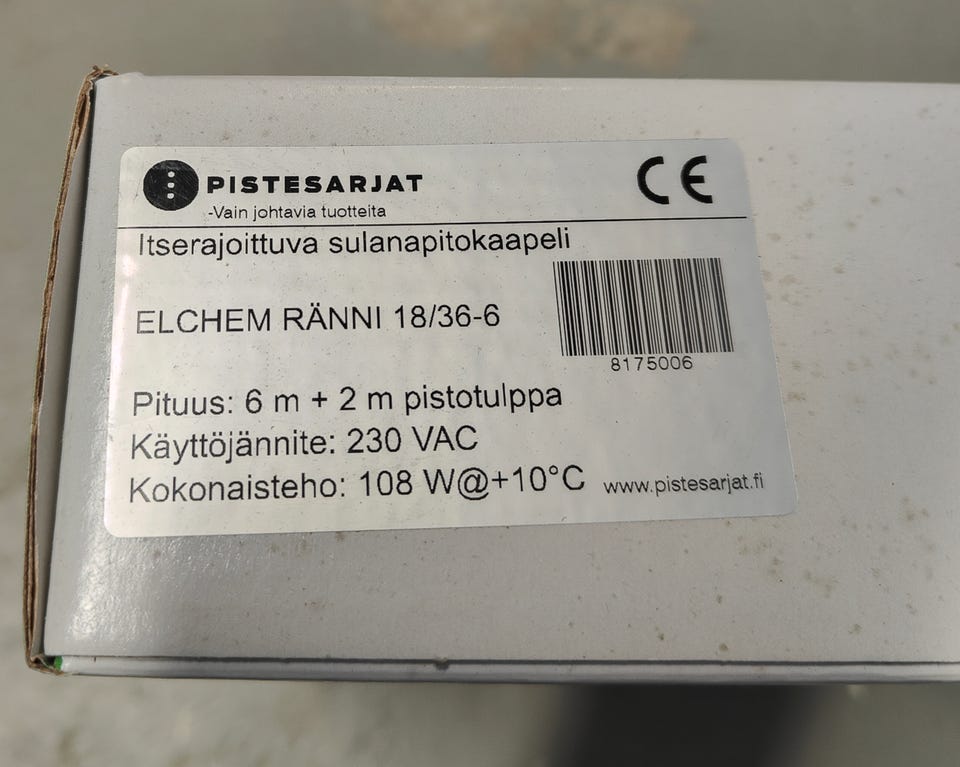 PISTESARJAT
-Vain johtavia tuotteita
CE
Itserajoittuva sulanapitokaapeli
ELCHEM RÄNNI 18/36-6
8175006
Pituus: 6 m + 2 m pistotulppa
Käyttöjännite: 230 VAC
Kokonaisteho: 108 W@+10°C
www.pistesarjat.fi